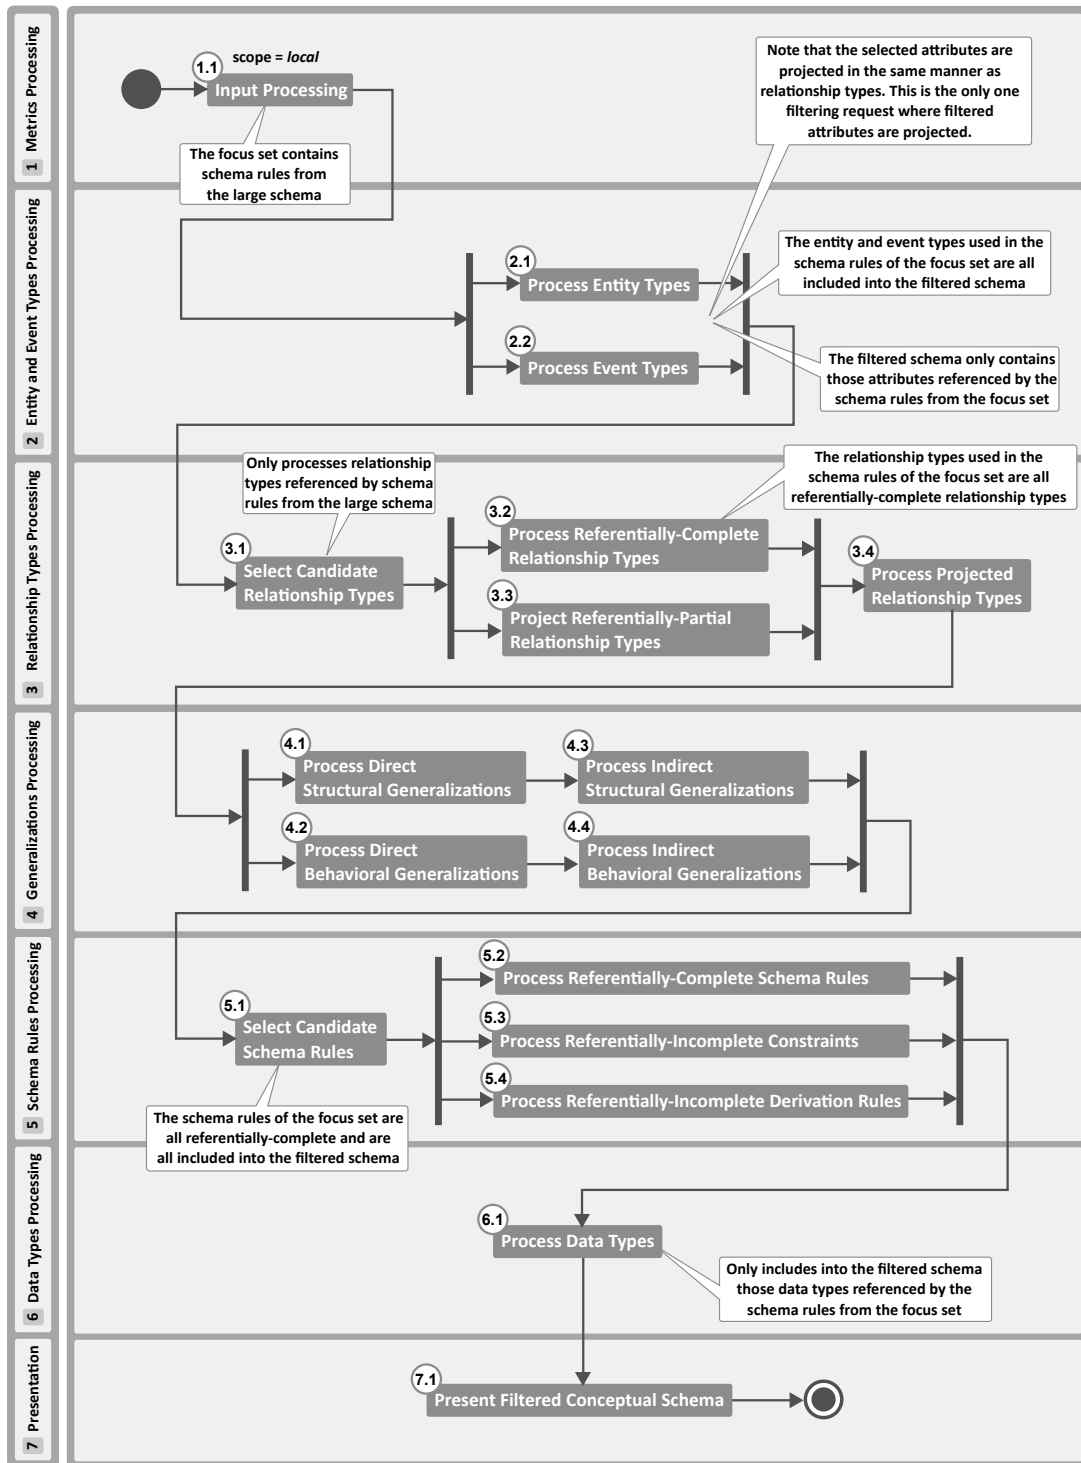 1 Metrics Processing
scope = local
1.1
Input Processing
The focus set contains
schema rules from
the large schema
Note that the selected attributes are
projected in the same manner as
relationship types. This is the only one
filtering request where filtered
attributes are projected.
2 Entity and Event Types Processing
2.1
Process Entity Types
2.2
Process Event Types
The entity and event types used in the
schema rules of the focus set are all
included into the filtered schema
The filtered schema only contains
those attributes referenced by the
schema rules from the focus set
3 Relationship Types Processing
Only processes relationship
types referenced by schema
rules from the large schema
The relationship types used in the
schema rules of the focus set are all
referentially-complete relationship types
3.1
Select Candidate
Relationship Types
3.2
Process Referentially-Complete
Relationship Types
3.3
Project Referentially-Partial
Relationship Types
3.4
Process Projected
Relationship Types
4 Generalizations Processing
4.1
Process Direct
Structural Generalizations
4.3
Process Indirect
Structural Generalizations
4.2
Process Direct
Behavioral Generalizations
4.4
Process Indirect
Behavioral Generalizations
5 Schema Rules Processing
5.1
Select Candidate
Schema Rules
5.2
Process Referentially-Complete Schema Rules
5.3
Process Referentially-Incomplete Constraints
5.4
Process Referentially-Incomplete Derivation Rules
The schema rules of the focus set are
all referentially-complete and are
all included into the filtered schema
6 Data Types Processing
6.1
Process Data Types
Only includes into the filtered schema
those data types referenced by the
schema rules from the focus set
7 Presentation
7.1
Present Filtered Conceptual Schema